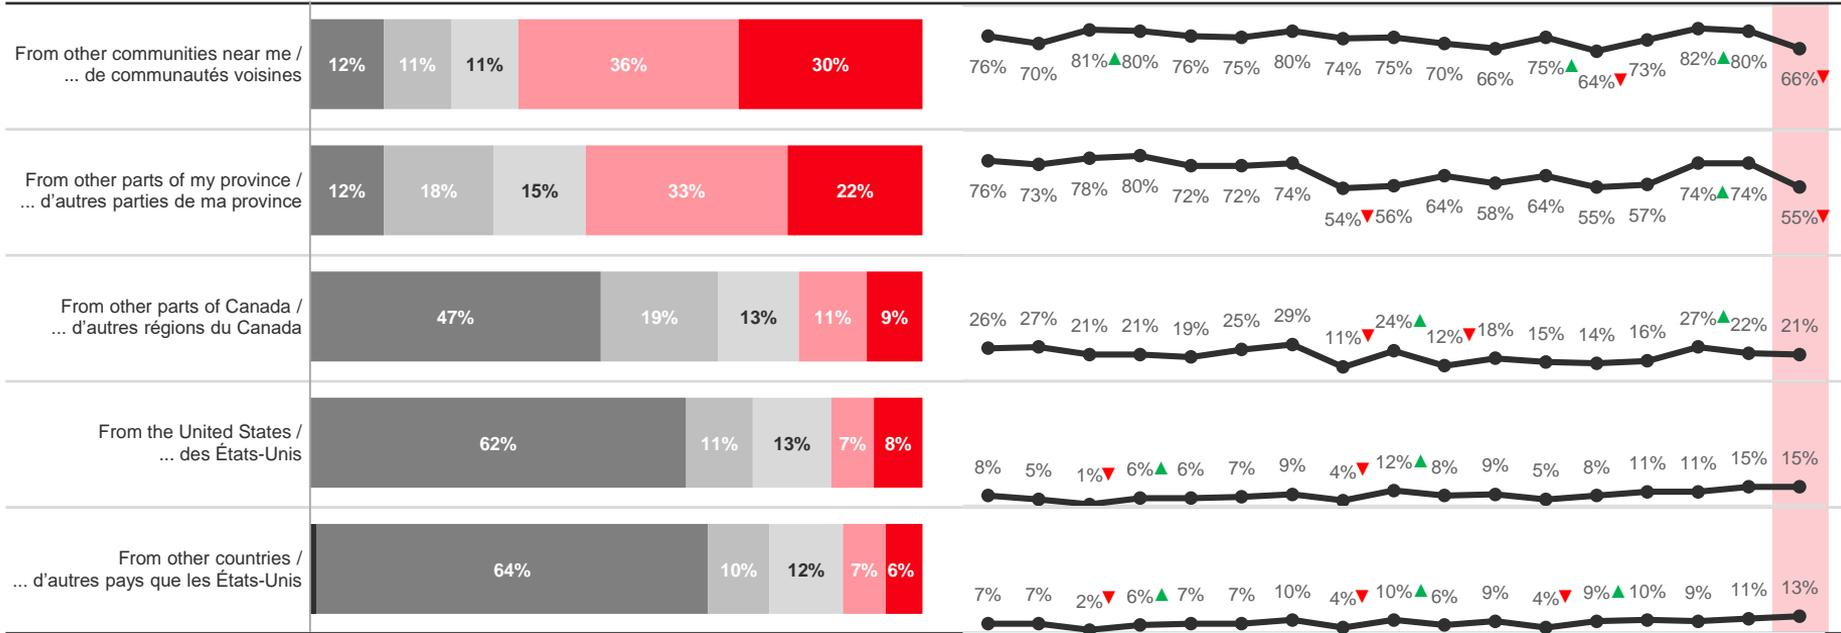 From other communities near me /
... de communautés voisines
12% 11% 11% 36% 30%
76% 70% 81%▲ 80% 76% 75% 80% 74% 75% 70% 66% 75%▲ 64%▼ 73% 82%▲ 80% 66%▼
From other parts of my province /
... d'autres parties de ma province
12% 18% 15% 33% 22%
76% 73% 78% 80% 72% 72% 74% 54%▼ 56% 64% 58% 64% 55% 57% 74%▲ 74% 55%▼
From other parts of Canada /
... d'autres régions du Canada
47% 19% 13% 11% 9%
26% 27% 21% 21% 19% 25% 29% 11%▼ 24%▲ 12%▼ 18% 15% 14% 16% 27%▲ 22% 21%
From the United States /
... des États-Unis
62% 11% 13% 7% 8%
8% 5% 1%▼ 6%▲ 6% 7% 9% 4%▼ 12%▲ 8% 9% 5% 8% 11% 11% 15% 15%
From other countries /
... d'autres pays que les États-Unis
64% 10% 12% 7% 6%
7% 7% 2%▼ 6%▲ 7% 7% 10% 4%▼ 10%▲ 6% 9% 4%▼ 9%▲ 10% 9% 11% 13%